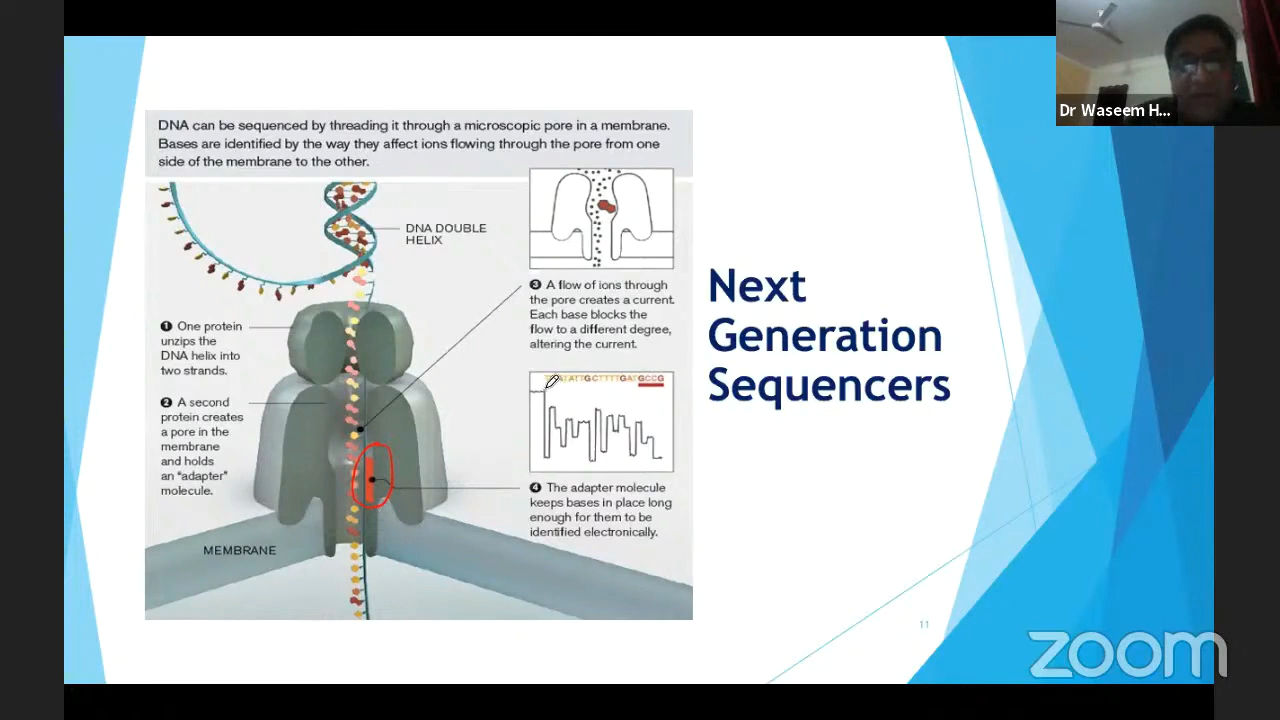 Dr Waseem H...
DNA can be sequenced by threading it through a microscopic pore in a membrane.
Bases are identified by the way they affect ions flowing through the pore from one
side of the membrane to the other.
DNA DOUBLE
HELIX
❶ One protein
unzips the
DNA helix into
two strands.
❷ A second
protein creates
a pore in the
membrane
and holds
an “adapter”
molecule.
MEMBRANE
❸ A flow of ions through
the pore creates a current.
Each base blocks the
flow to a different degree,
altering the current.
ATATTGCTTTTGATGCCG
❹ The adapter molecule
keeps bases in place long
enough for them to be
identified electronically.
Next
Generation
Sequencers
11
zoom